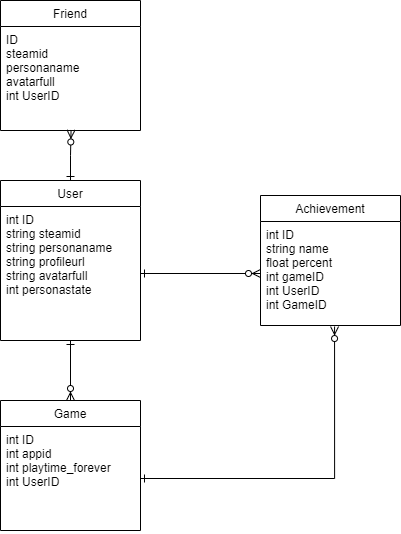 Friend
ID
steamid
personaname
avatarfull
int UserID
User
int ID
string steamid
string personaname
string profileurl
string avatarfull
int personastate
Achievement
int ID
string name
float percent
int gameID
int UserID
int GameID
Game
int ID
int appid
int playtime_forever
int UserID